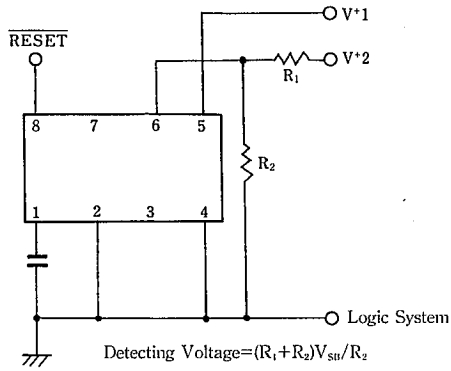 V⁺1
RESET
V⁺2
R₁
8 7 6 5
R₂
1 2 3 4
Logic System
Detecting Voltage=(R₁+R₂)V_SB/R₂